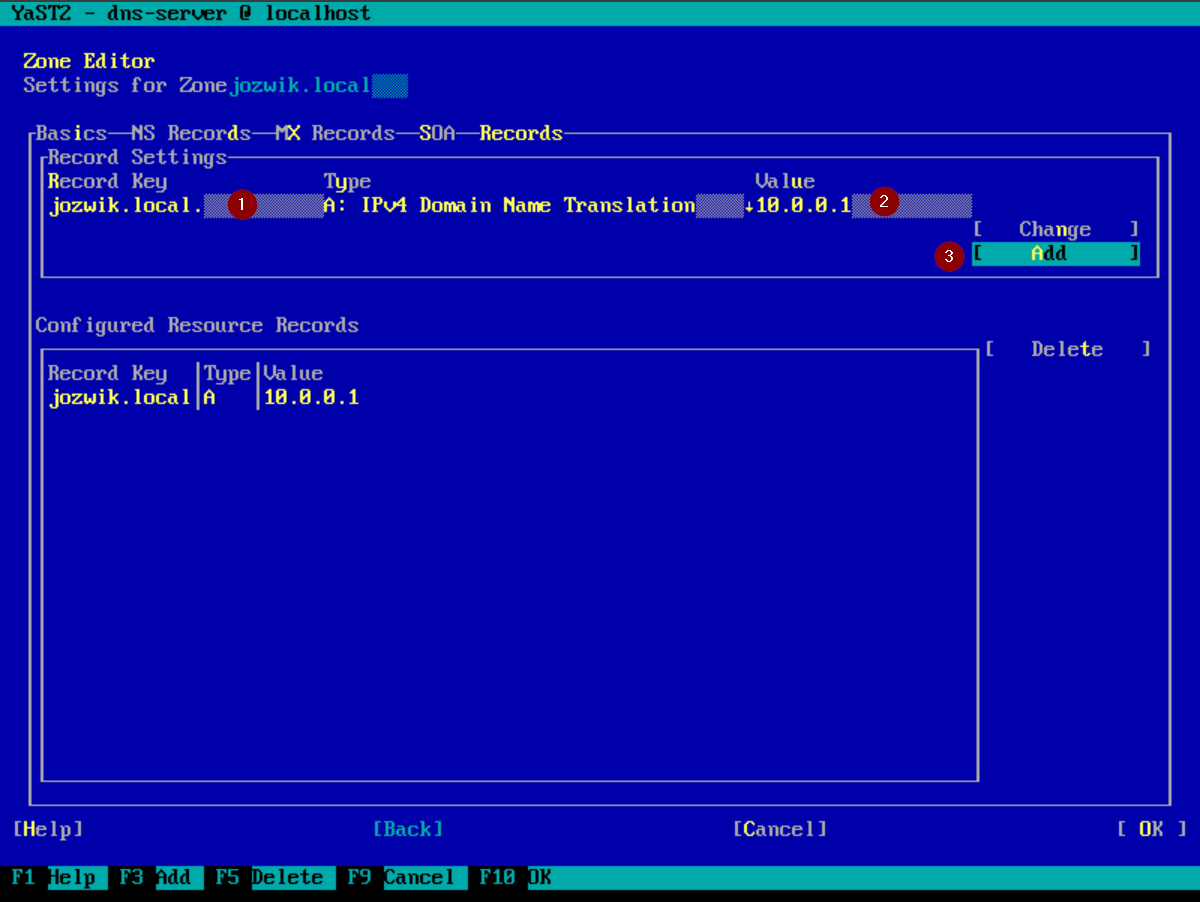 YaST2 - dns-server @ localhost
Zone Editor
Settings for Zone jozwik.local
Basics NS Records MX Records SOA Records
Record Settings
Record Key Type Value
jozwik.local. 1 A: IPv4 Domain Name Translation ↓10.0.0.1 2
[ Change ]
3 [ Add ]
Configured Resource Records
[ Delete ]
Record Key Type Value
jozwik.local A 10.0.0.1
[Help] [Back] [Cancel] [ OK ]
F1 Help F3 Add F5 Delete F9 Cancel F10 OK